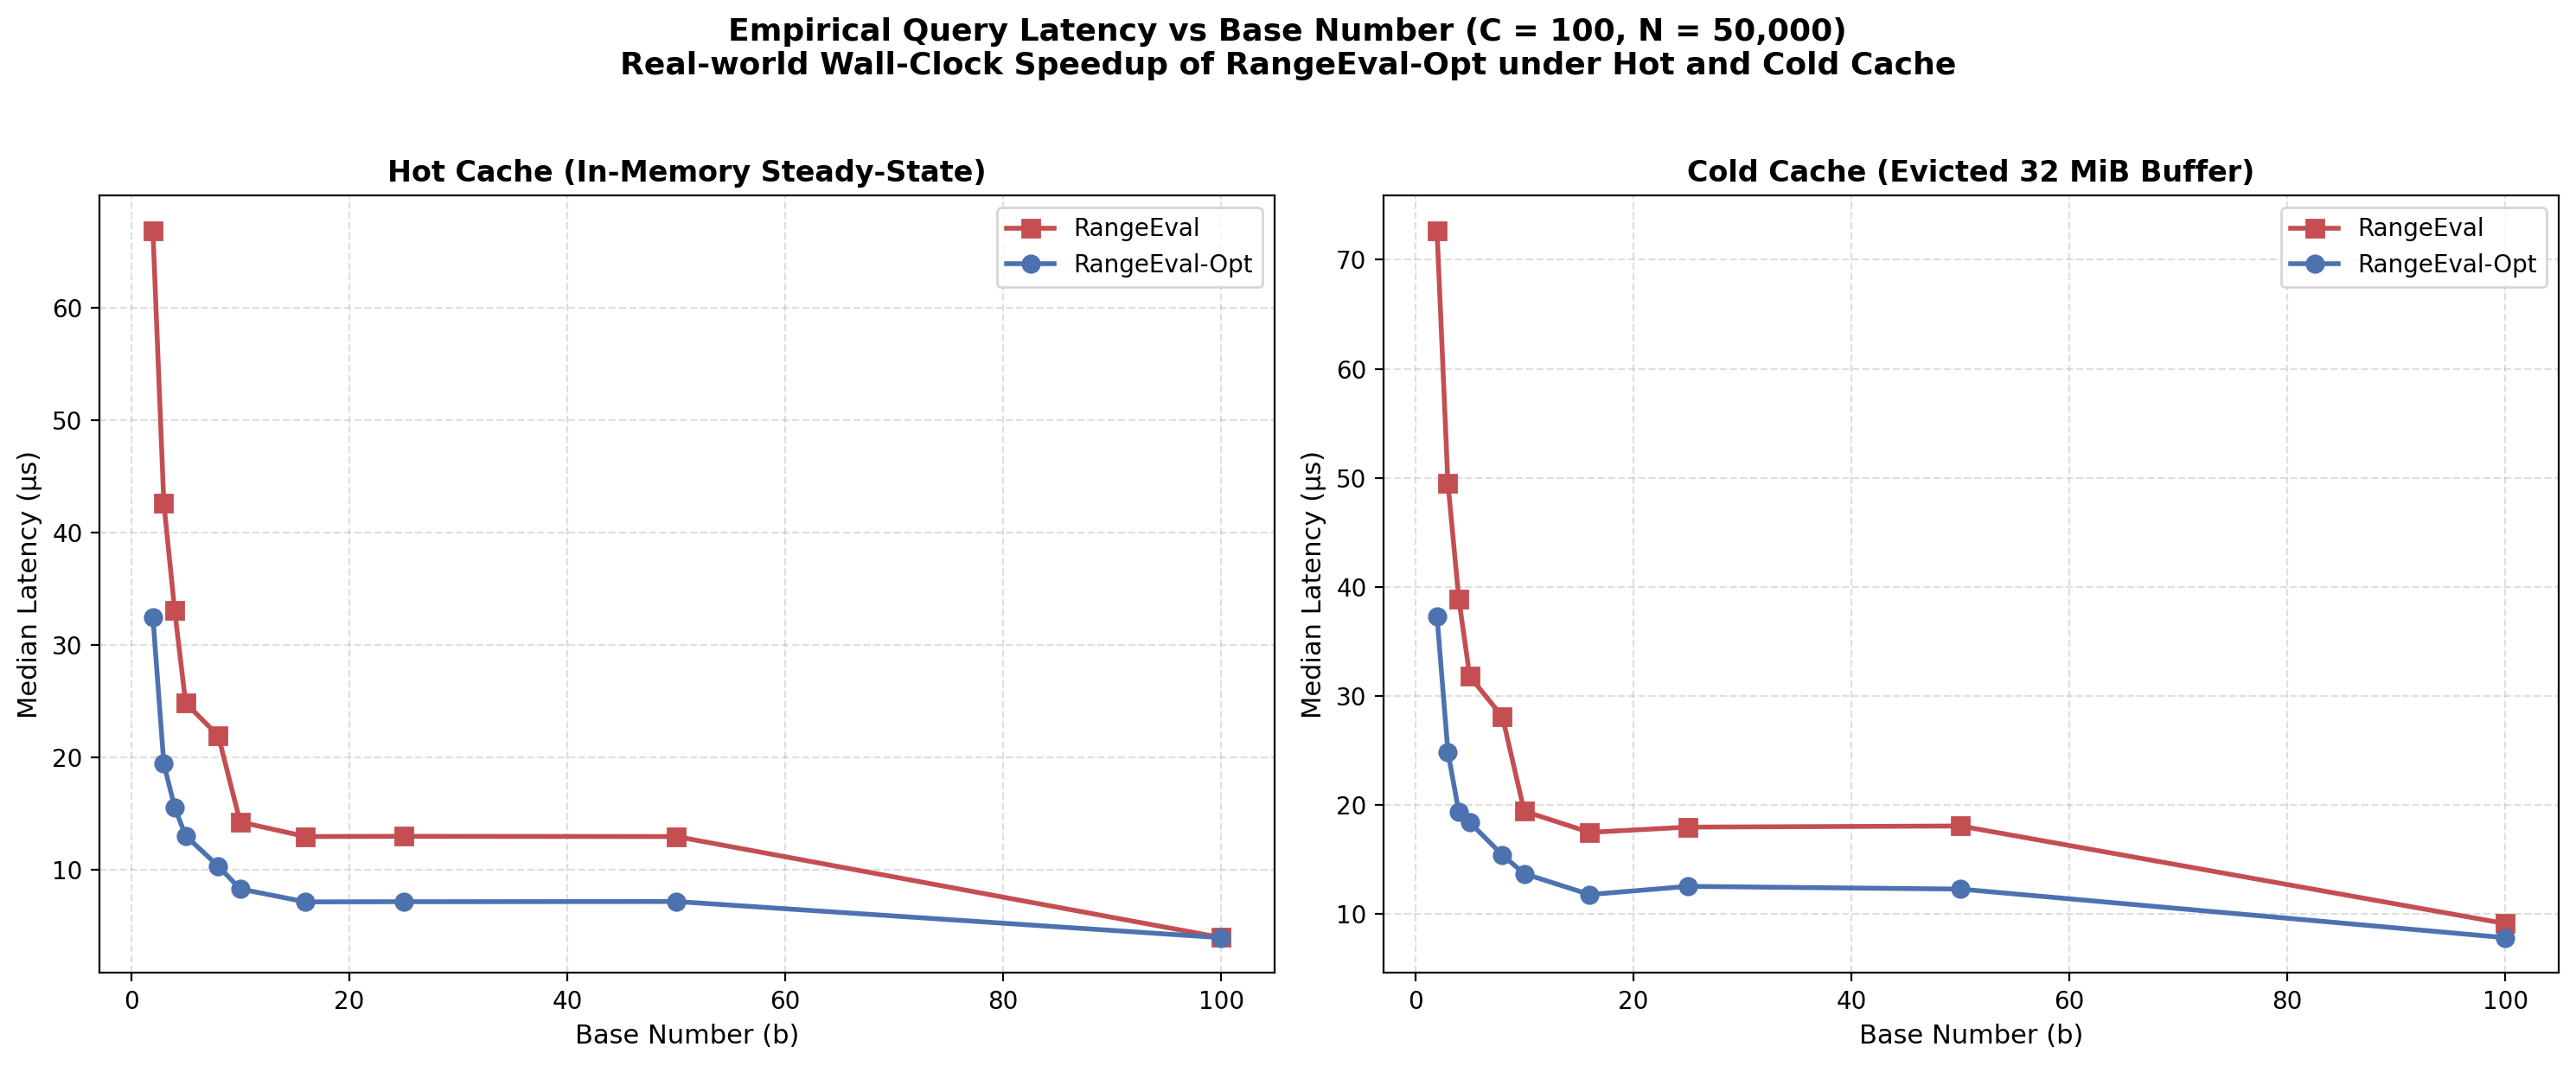 Empirical Query Latency vs Base Number (C = 100, N = 50,000)
Real-world Wall-Clock Speedup of RangeEval-Opt under Hot and Cold Cache
Hot Cache (In-Memory Steady-State)
RangeEval
RangeEval-Opt
Median Latency (µs)
60
50
40
30
20
10
0
20
40
60
80
100
Base Number (b)
Cold Cache (Evicted 32 MiB Buffer)
RangeEval
RangeEval-Opt
Median Latency (µs)
70
60
50
40
30
20
10
0
20
40
60
80
100
Base Number (b)